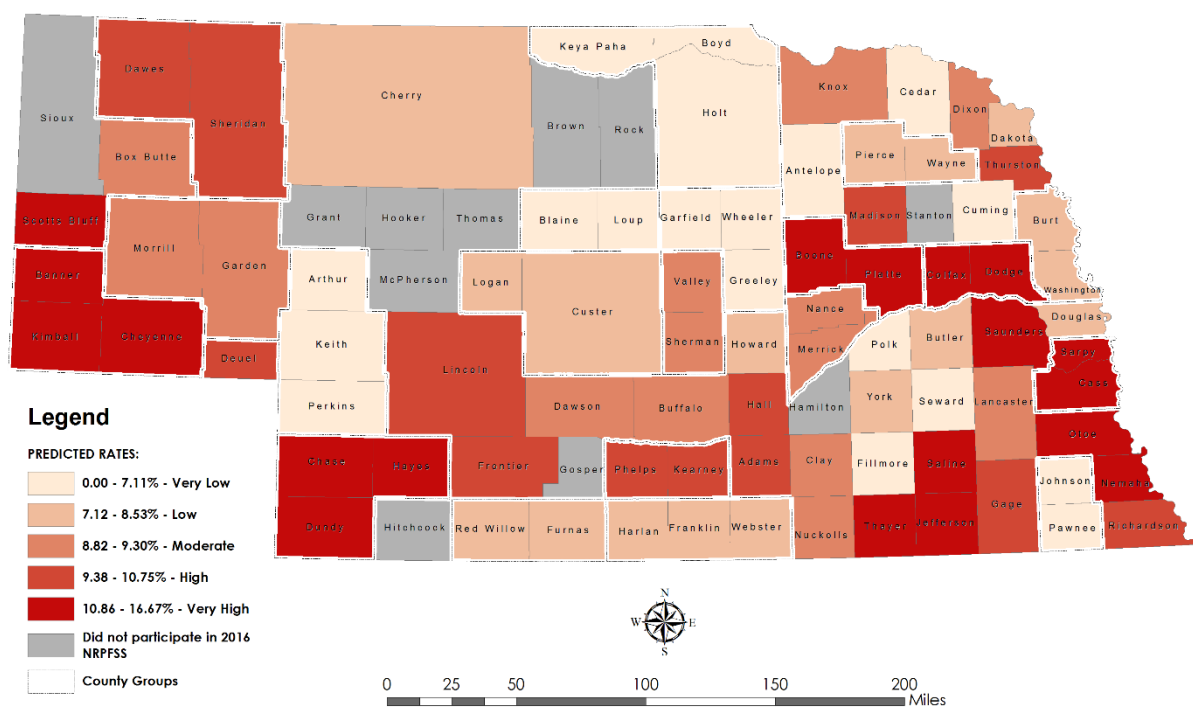 Keya Paha
Boyd
Dawes
Cherry
Knox
Cedar
Sioux
Sheridan
Brown
Rock
Holt
Dixon
Dakota
Box Butte
Antelope
Pierce
Wayne
Thurston
Scotts Bluff
Grant
Hooker
Thomas
Blaine
Loup
Garfield
Wheeler
Madison
Stanton
Cuming
Burt
Morrill
Garden
Banner
Arthur
McPherson
Logan
Custer
Valley
Greeley
Boone
Platte
Colfax
Dodge
Washington
Kimball
Cheyenne
Deuel
Keith
Lincoln
Sherman
Howard
Nance
Merrick
Polk
Butler
Saunders
Douglas
Sarpy
Cass
Perkins
Dawson
Buffalo
Hall
Hamilton
York
Seward
Lancaster
Otoe
Chase
Hayes
Frontier
Gosper
Phelps
Kearney
Adams
Clay
Fillmore
Saline
Johnson
Nemaha
Dundy
Hitchcock
Red Willow
Furnas
Harlan
Franklin
Webster
Nuckolls
Thayer
Jefferson
Gage
Pawnee
Richardson
Legend
PREDICTED RATES:
0.00 - 7.11% - Very Low
7.12 - 8.53% - Low
8.82 - 9.30% - Moderate
9.38 - 10.75% - High
10.86 - 16.67% - Very High
Did not participate in 2016
NRPFSS
County Groups
N
W
E
S
0 25 50 100 150 200
Miles